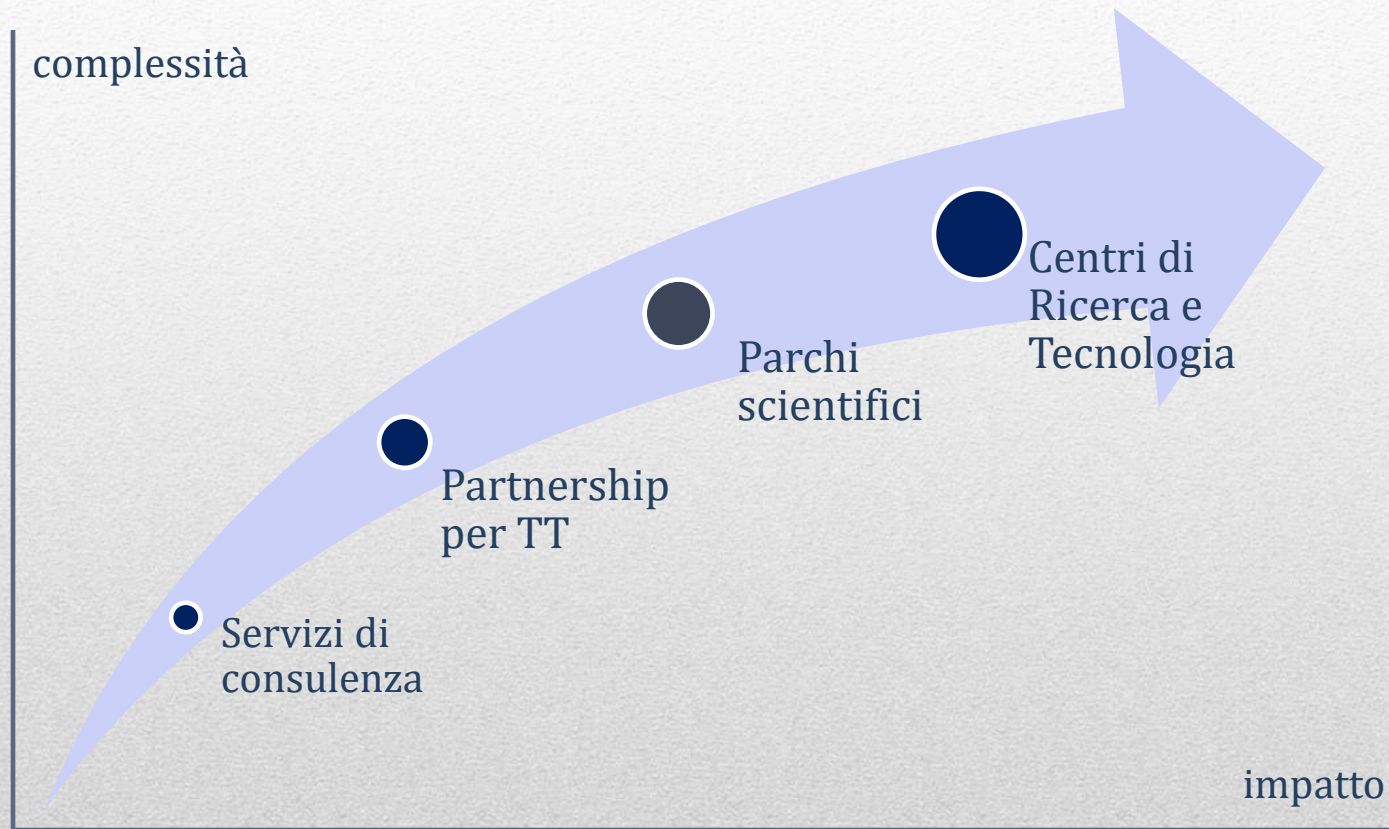 complessità
Centri di
Ricerca e
Tecnologia
Parchi
scientifici
Partnership
per TT
Servizi di
consulenza
impatto